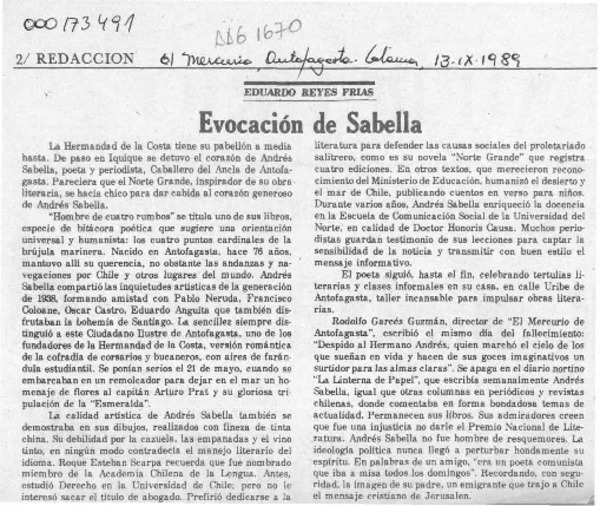 000173491
AAG 1670
2/ REDACCION
El Mercurio, Antofagasta-Calama, 13-IX-1989
EDUARDO REYES FRIAS
Evocación de Sabella
La Hermandad de la Costa tiene su pabellón a media
hasta. De paso en Iquique se detuvo el corazón de Andrés
Sabella, poeta y periodista, Caballero del Ancla de Antofa-
gasta. Pareciera que el Norte Grande, inspirador de su obra
literaria, se hacía chico para dar cabida al corazón generoso
de Andrés Sabella.
"Hombre de cuatro rumbos" se titula uno de sus libros,
especie de bitácora poética que sugiere una orientación
universal y humanista: los cuatro puntos cardinales de la
brújula marinera. Nacido en Antofagasta, hace 76 años,
mantuvo allí su querencia, no obstante las andanzas y na-
vegaciones por Chile y otros lugares del mundo. Andrés
Sabella compartió las inquietudes artísticas de la generación
de 1938, formando amistad con Pablo Neruda, Francisco
Coloane, Oscar Castro, Eduardo Anguita que también dis-
frutaban la bohemia de Santiago. La sencillez siempre dis-
tinguió a este Ciudadano Ilustre de Antofagasta, uno de los
fundadores de la Hermandad de la Costa, versión romántica
de la cofradía de corsarios y bucaneros, con aires de farán-
dula estudiantil. Se ponían serios el 21 de mayo, cuando se
embarcaban en un remolcador para dejar en el mar un ho-
menaje de flores al capitán Arturo Prat y su gloriosa tri-
pulación de la "Esmeralda".
La calidad artística de Andrés Sabella también se
demostraba en sus dibujos, realizados con fineza de tinta
china. Su debilidad por la cazuela, las empanadas y el vino
tinto, en ningún modo contradecía el manejo literario del
idioma. Roque Esteban Scarpa recuerda que fue nombrado
miembro de la Academia Chilena de la Lengua. Antes,
estudió Derecho en la Universidad de Chile; pero no le
interesó sacar el título de abogado. Prefirió dedicarse a la
literatura para defender las causas sociales del proletariado
salitrero, como es su novela "Norte Grande" que registra
cuatro ediciones. En otros textos, que merecieron recono-
cimiento del Ministerio de Educación, humanizó el desierto y
el mar de Chile, publicando cuentos en verso para niños.
Durante varios años, Andrés Sabella enriqueció la docencia
en la Escuela de Comunicación Social de la Universidad del
Norte, en calidad de Doctor Honoris Causa. Muchos perio-
distas guardan testimonio de sus lecciones para captar la
sensibilidad de la noticia y transmitir con buen estilo el
mensaje informativo.
El poeta siguió, hasta el fin, celebrando tertulias li-
terarias y clases informales en su casa, en calle Uribe de
Antofagasta, taller incansable para impulsar obras litera-
rias.
Rodolfo Garcés Guzmán, director de "El Mercurio de
Antofagasta", escribió el mismo día del fallecimiento:
"Despido al Hermano Andrés, quien marchó el cielo de los
que sueñan en vida y hacen de sus goces imaginativos un
surtidor para las almas claras". Se apaga en el diario nortino
"La Linterna de Papel", que escribía semanalmente Andrés
Sabella, igual que otras columnas en periódicos y revistas
chilenas, donde comentaba en forma bondadosa temas de
actualidad. Permanecen sus libros. Sus admiradores creen
que fue una injusticia no darle el Premio Nacional de Lite-
ratura. Andrés Sabella no fue hombre de resquemores. La
ideología política nunca llegó a perturbar hondamente su
espíritu. En palabras de un amigo, "era un poeta comunista
que iba a misa todos los domingos". Recordando, con segu-
ridad, la imagen de su padre, un emigrante que trajo a Chile
el mensaje cristiano de Jerusalen.